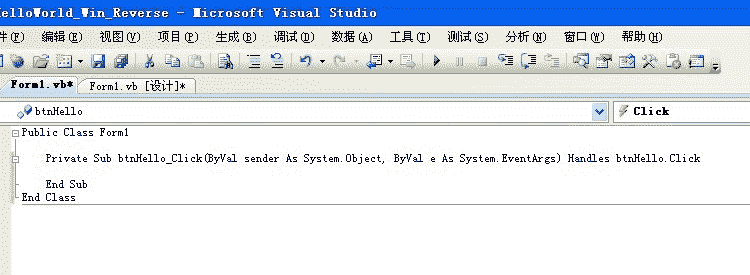 HelloWorld_Win_Reverse - Microsoft Visual Studio
件(F) 编辑(E) 视图(V) 项目(P) 生成(B) 调试(D) 数据(A) 工具(T) 测试(S) 分析(N) 窗口(W) 帮助(H)
Form1.vb* Form1.vb [设计]*
btnHello Click
Public Class Form1
Private Sub btnHello_Click(ByVal sender As System.Object, ByVal e As System.EventArgs) Handles btnHello.Click
End Sub
End Class